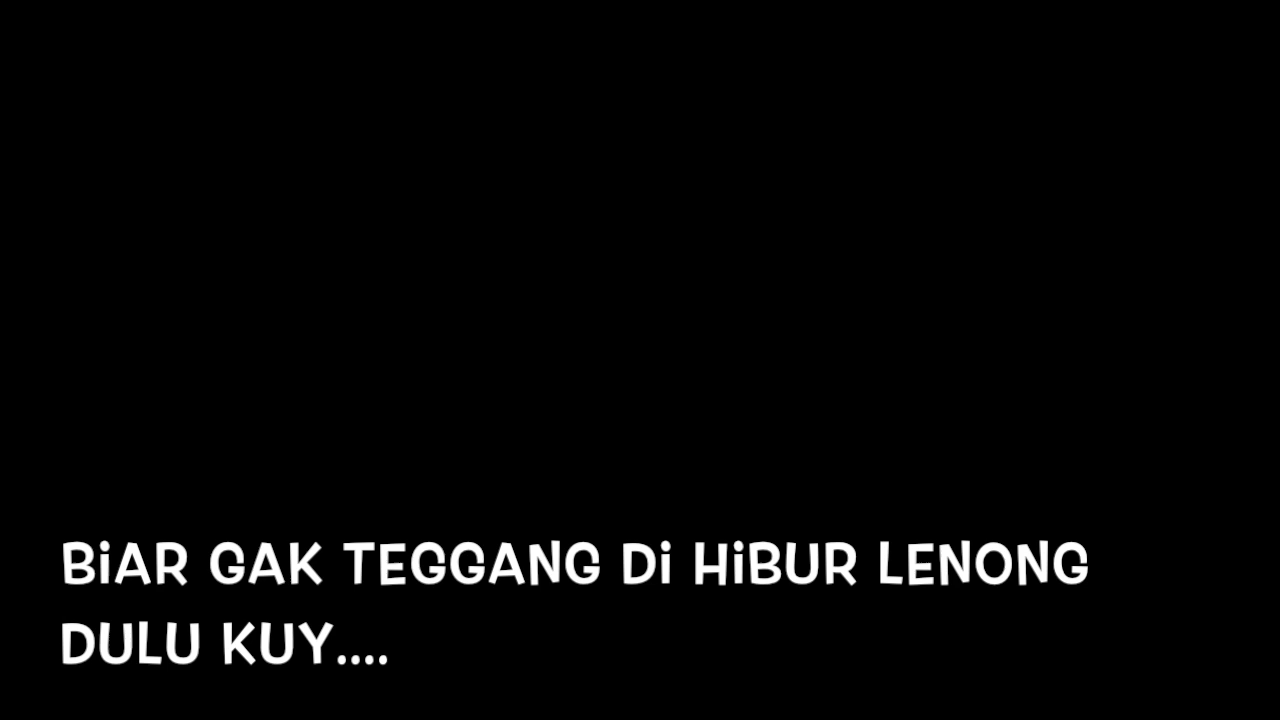 BiAR GAK TEGGANG Di HiBUR LENONG
DULU KUY....